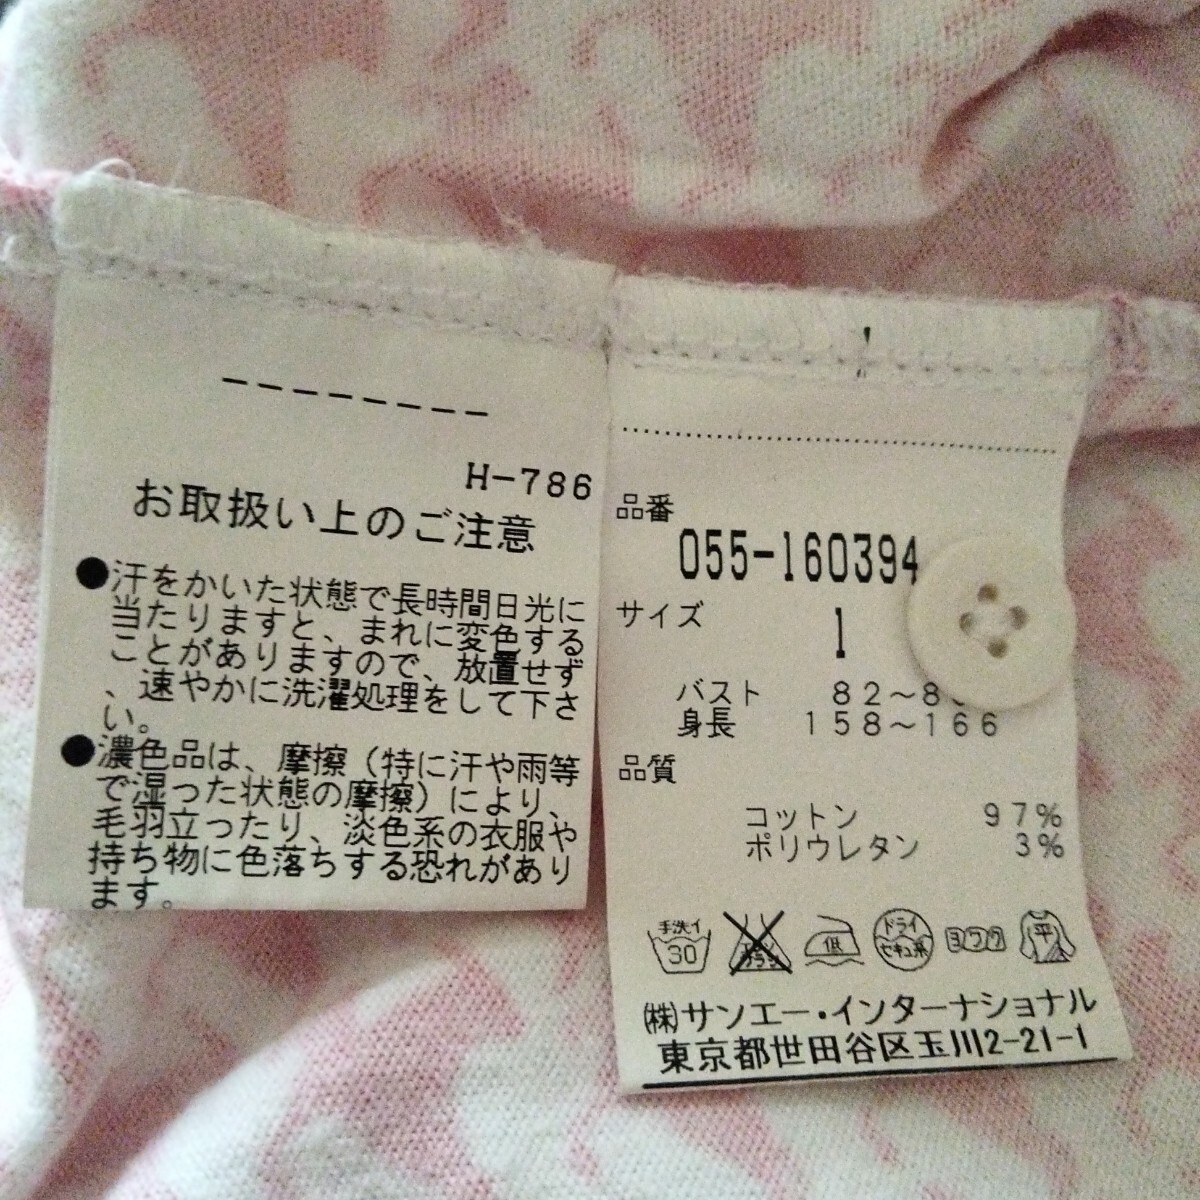 H-786
お取扱い上のご注意
●汗をかいた状態で長時間日光に
当たりますと、まれに変色する
ことがありますので、放置せず
、速やかに洗濯処理をして下さ
い。
●濃色品は、摩擦（特に汗や雨等
で湿った状態の摩擦）により、
毛羽立ったり、淡色系の衣服や
持ち物に色落ちする恐れがあり
ます。
品番
055-160394
サイズ
1
バスト 82～8
身長 158～166
品質
コットン 97%
ポリウレタン 3%
手洗イ 30 低 ドライ セキユ系 ヨワク 平
㈱サンエー・インターナショナル
東京都世田谷区玉川2-21-1